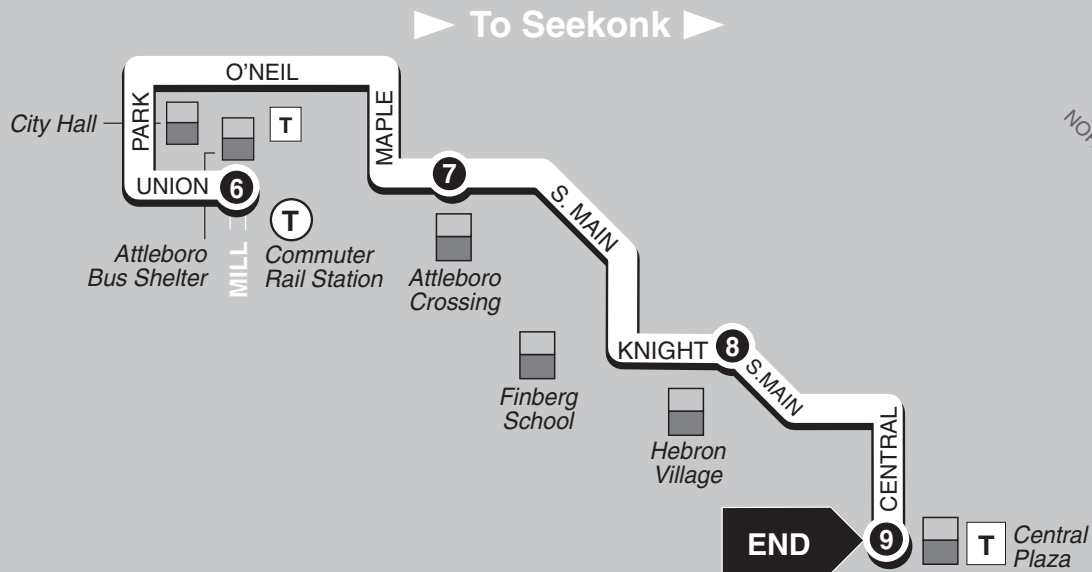 To Seekonk
O'NEIL
City Hall
PARK
T
MAPLE
NOR
UNION
6
7
S. MAIN
T
Attleboro
Bus Shelter
MILL
Commuter
Rail Station
Attleboro
Crossing
KNIGHT
8
S.MAIN
Finberg
School
Hebron
Village
CENTRAL
END
9
T
Central
Plaza